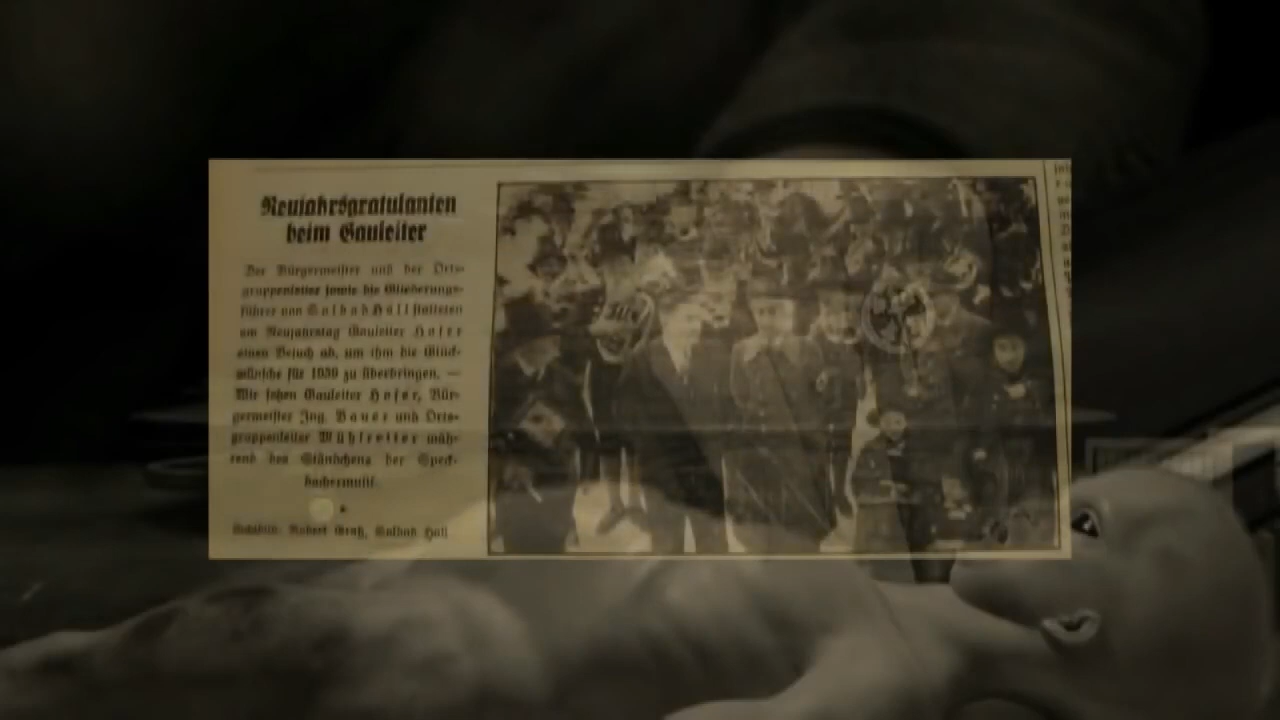 Neujahrsgratulanten
beim Gauleiter
Der Bürgermeister und der Orts-
gruppenleiter sowie die Gliederungs-
führer von Solbad Hall statteten
am Neujahrstag Gauleiter Hofer
einen Besuch ab, um ihm die Glück-
wünsche für 1939 zu überbringen. —
Wir sehen Gauleiter Hofer, Bür-
germeister Ing. Bauer und Orts-
gruppenleiter Mühlreiter wäh-
rend des Ständchens der Speck-
bachermusik.
Lichtbild: Robert Graß, Solbad Hall